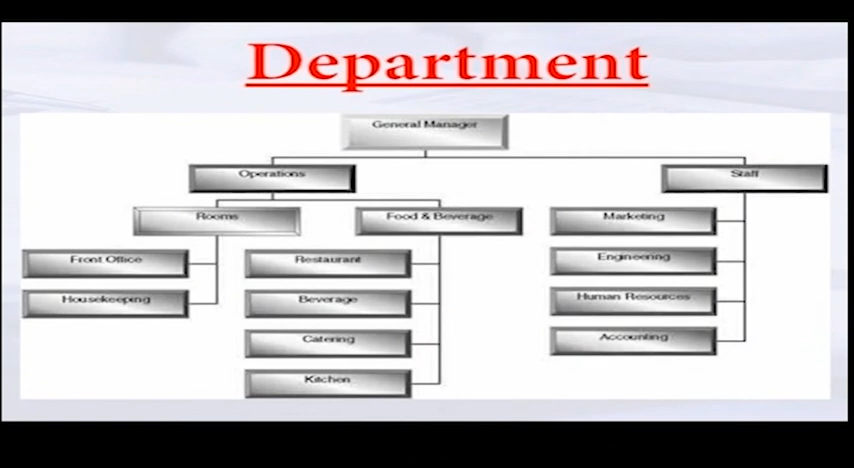 Department
General Manager
Operations
Staff
Rooms
Food & Beverage
Marketing
Front Office
Restaurant
Engineering
Housekeeping
Beverage
Human Resources
Catering
Accounting
Kitchen